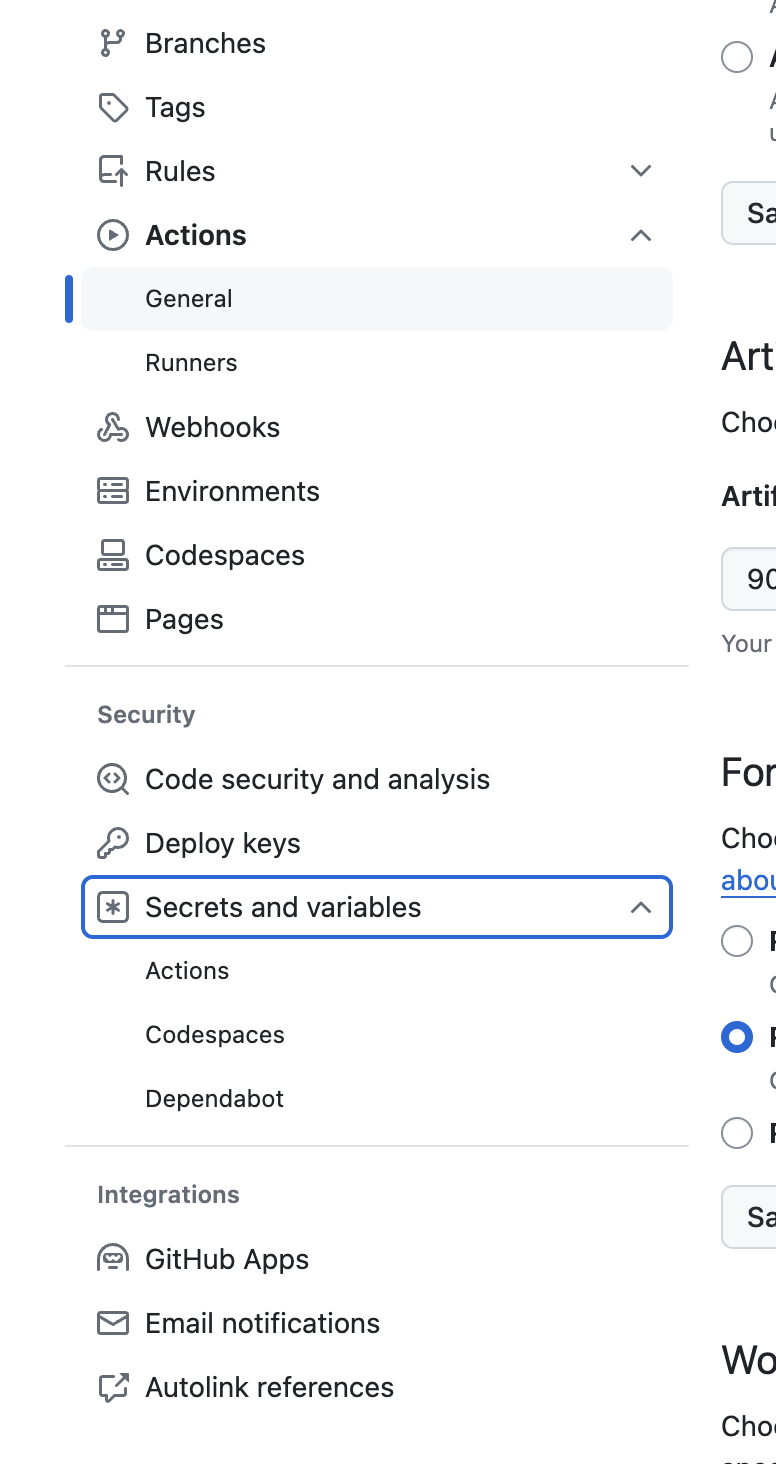 Branches
Tags
Rules
Actions
General
Runners
Webhooks
Environments
Codespaces
Pages
Security
Code security and analysis
Deploy keys
Secrets and variables
Actions
Codespaces
Dependabot
Integrations
GitHub Apps
Email notifications
Autolink references
Sa
Arti
Choo
Artif
90
Your
For
Choo
abou
Sa
Wo
Choo